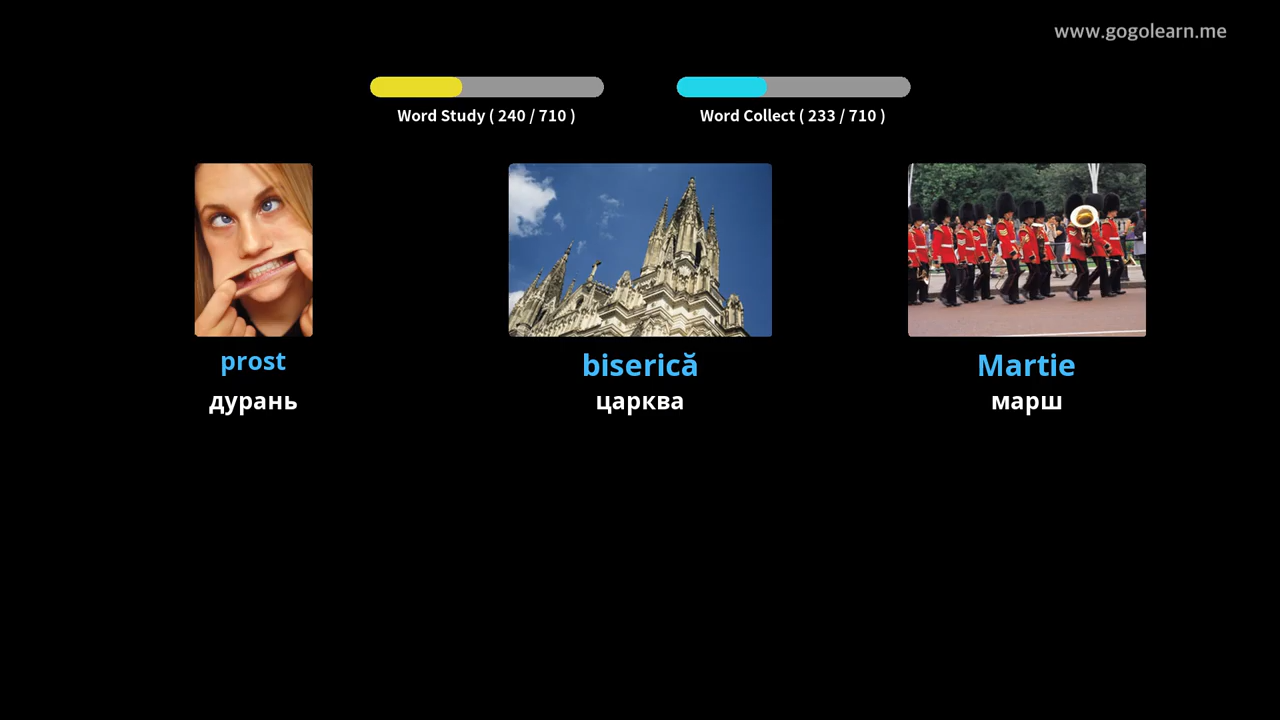 www.gogolearn.me
Word Study ( 240 / 710 )
Word Collect ( 233 / 710 )
prost
дурань
biserică
царква
Martie
марш